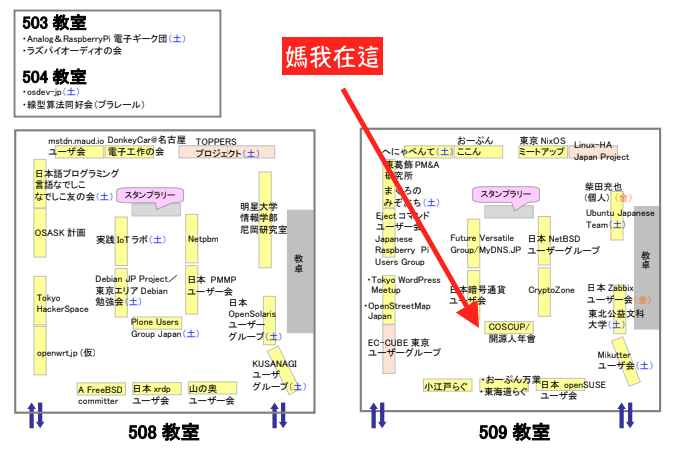 503 教室
・Analog＆RaspberryPi 電子ギーク団（土）
・ラズパイオーディオの会
504 教室
・osdev-jp（土）
・線型算法同好会（プラレール）
媽我在這
mstdn.maud.io
ユーザ会
DonkeyCar@名古屋
電子工作の会
TOPPERS
プロジェクト（土）
日本語プログラミング
言語なでしこ
なでしこ友の会（土）
スタンプラリー
明星大学
情報学部
尼岡研究室
OSASK 計画
実践 IoT ラボ（土）
Netpbm
教卓
Debian JP Project／
東京エリア Debian
勉強会（土）
日本 PMMP
ユーザー会
Tokyo
HackerSpace
日本
OpenSolaris
ユーザー
グループ（土）
Plone Users
Group Japan（土）
openwrt.jp（仮）
KUSANAGI
ユーザ
グループ（土）
A FreeBSD
committer
日本 xrdp
ユーザ会
山の奥
ユーザー会
508 教室
へにゃぺんて（土）
おーぷん
ここん
東京 NixOS
ミートアップ
Linux-HA
Japan Project
東葛飾 PM&A
研究所
まぐろの
みぞおち（土）
スタンプラリー
柴田充也
（個人）（金）
Eject コマンド
ユーザー会
Ubuntu Japanese
Team（土）
Japanese
Raspberry Pi
Users Group
Future Versatile
Group/MyDNS.JP
日本 NetBSD
ユーザーグループ
教卓
・Tokyo WordPress
Meetup
・OpenStreetMap
Japan
日本暗号通貨
ユーザ会
CryptoZone
日本 Zabbix
ユーザー会（金）
東北公益文科
大学（土）
COSCUP/
開源人年會
EC-CUBE 東京
ユーザーグループ
Mikutter
ユーザ会（土）
小江戸らぐ
・おーぷん万葉
・東海道らぐ
日本 openSUSE
ユーザ会
509 教室